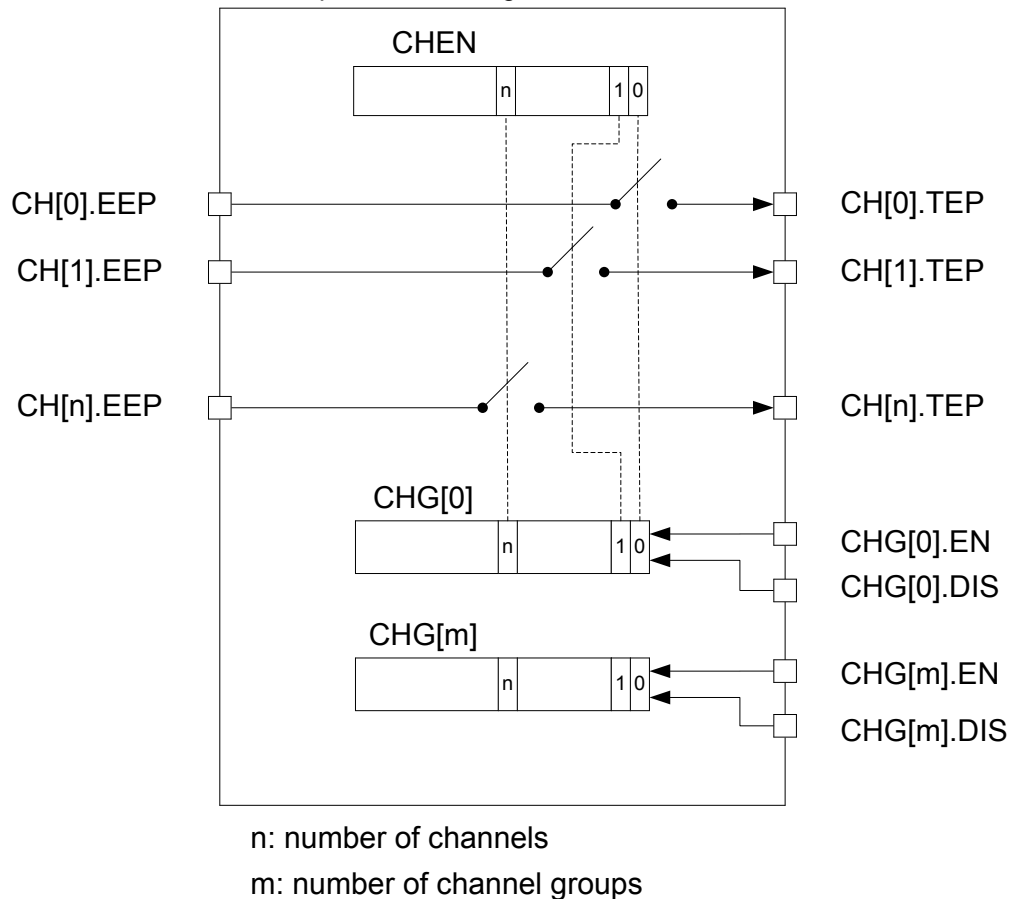 CHEN
n 1 0
CH[0].EEP CH[0].TEP
CH[1].EEP CH[1].TEP
CH[n].EEP CH[n].TEP
CHG[0]
n 1 0
CHG[0].EN
CHG[0].DIS
CHG[m]
n 1 0
CHG[m].EN
CHG[m].DIS
n: number of channels
m: number of channel groups